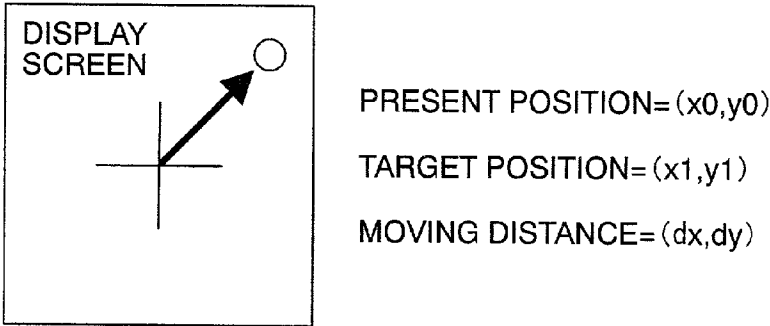 DISPLAY
SCREEN
PRESENT POSITION=(x0,y0)
TARGET POSITION=(x1,y1)
MOVING DISTANCE=(dx,dy)